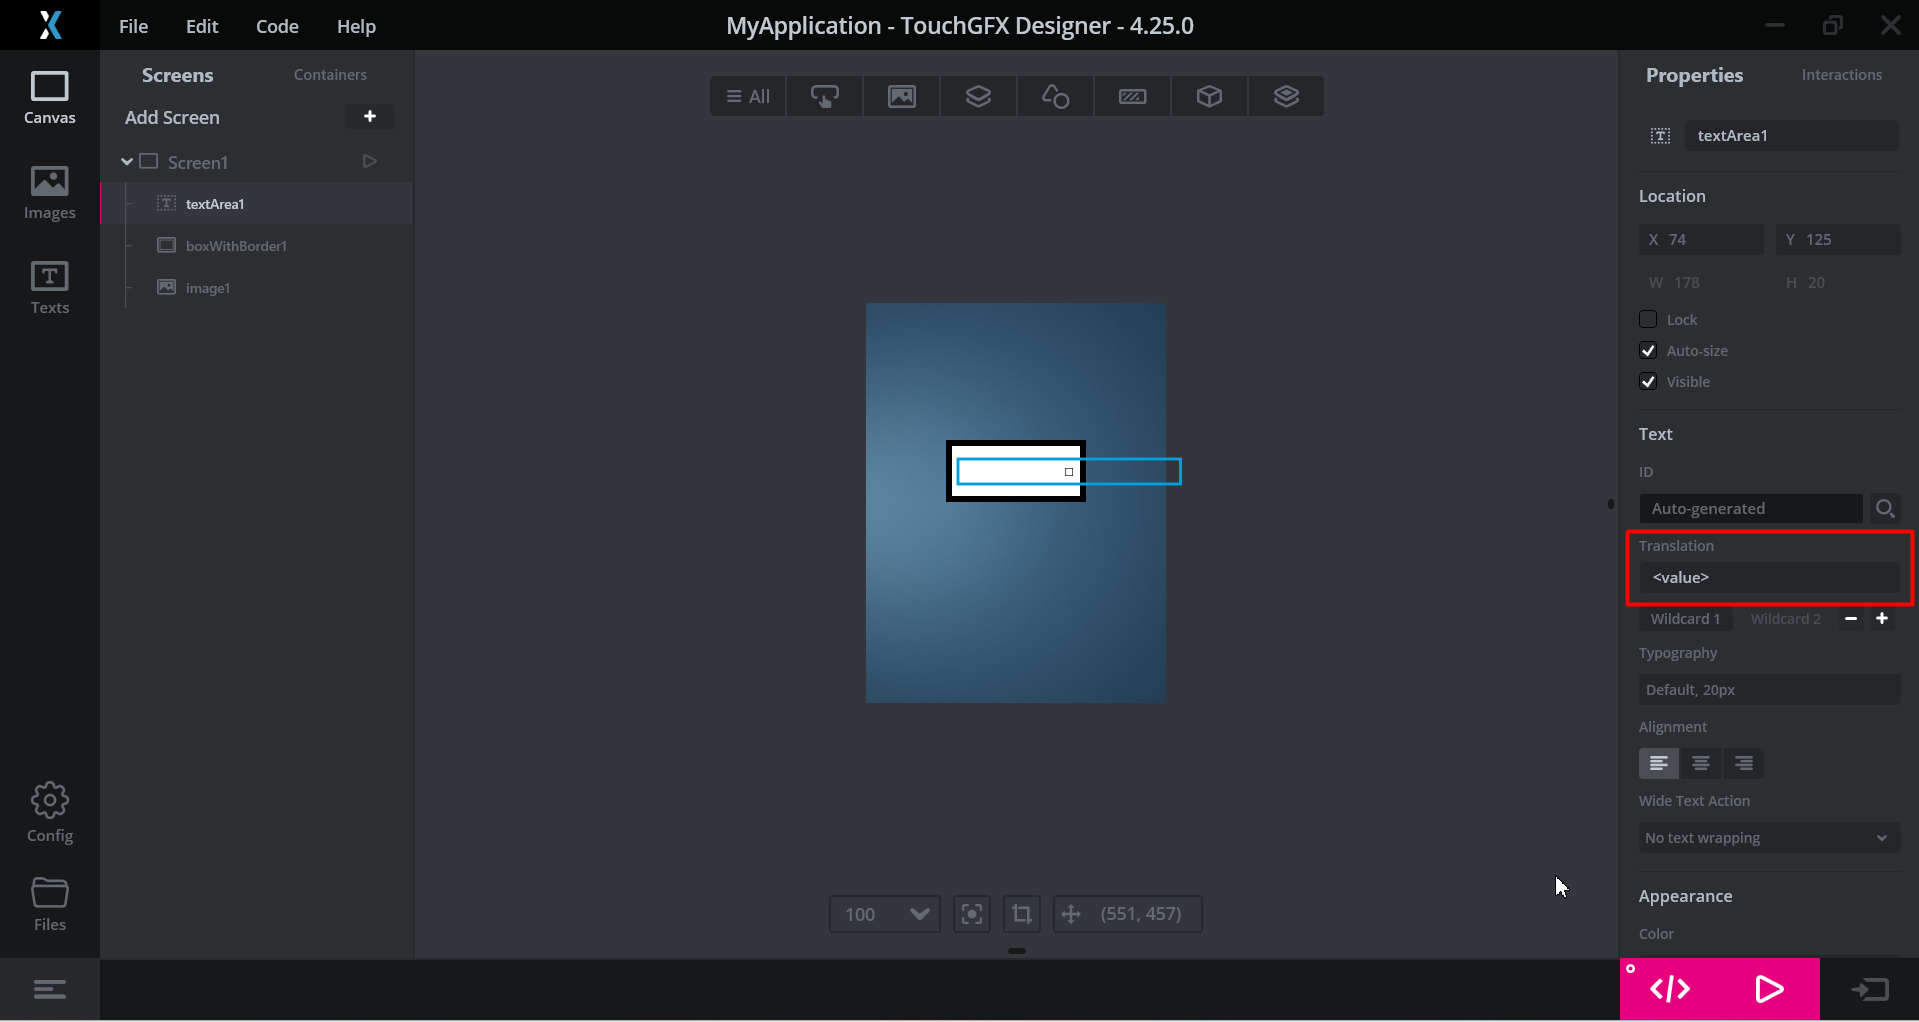 File Edit Code Help
MyApplication - TouchGFX Designer - 4.25.0
Canvas
Images
Texts
Config
Files
Screens Containers
Add Screen
Screen1
textArea1
boxWithBorder1
image1
All
100
(551, 457)
Properties Interactions
textArea1
Location
X 74 Y 125
W 178 H 20
Lock
Auto-size
Visible
Text
ID
Auto-generated
Translation
<value>
Wildcard 1 Wildcard 2
Typography
Default, 20px
Alignment
Wide Text Action
No text wrapping
Appearance
Color